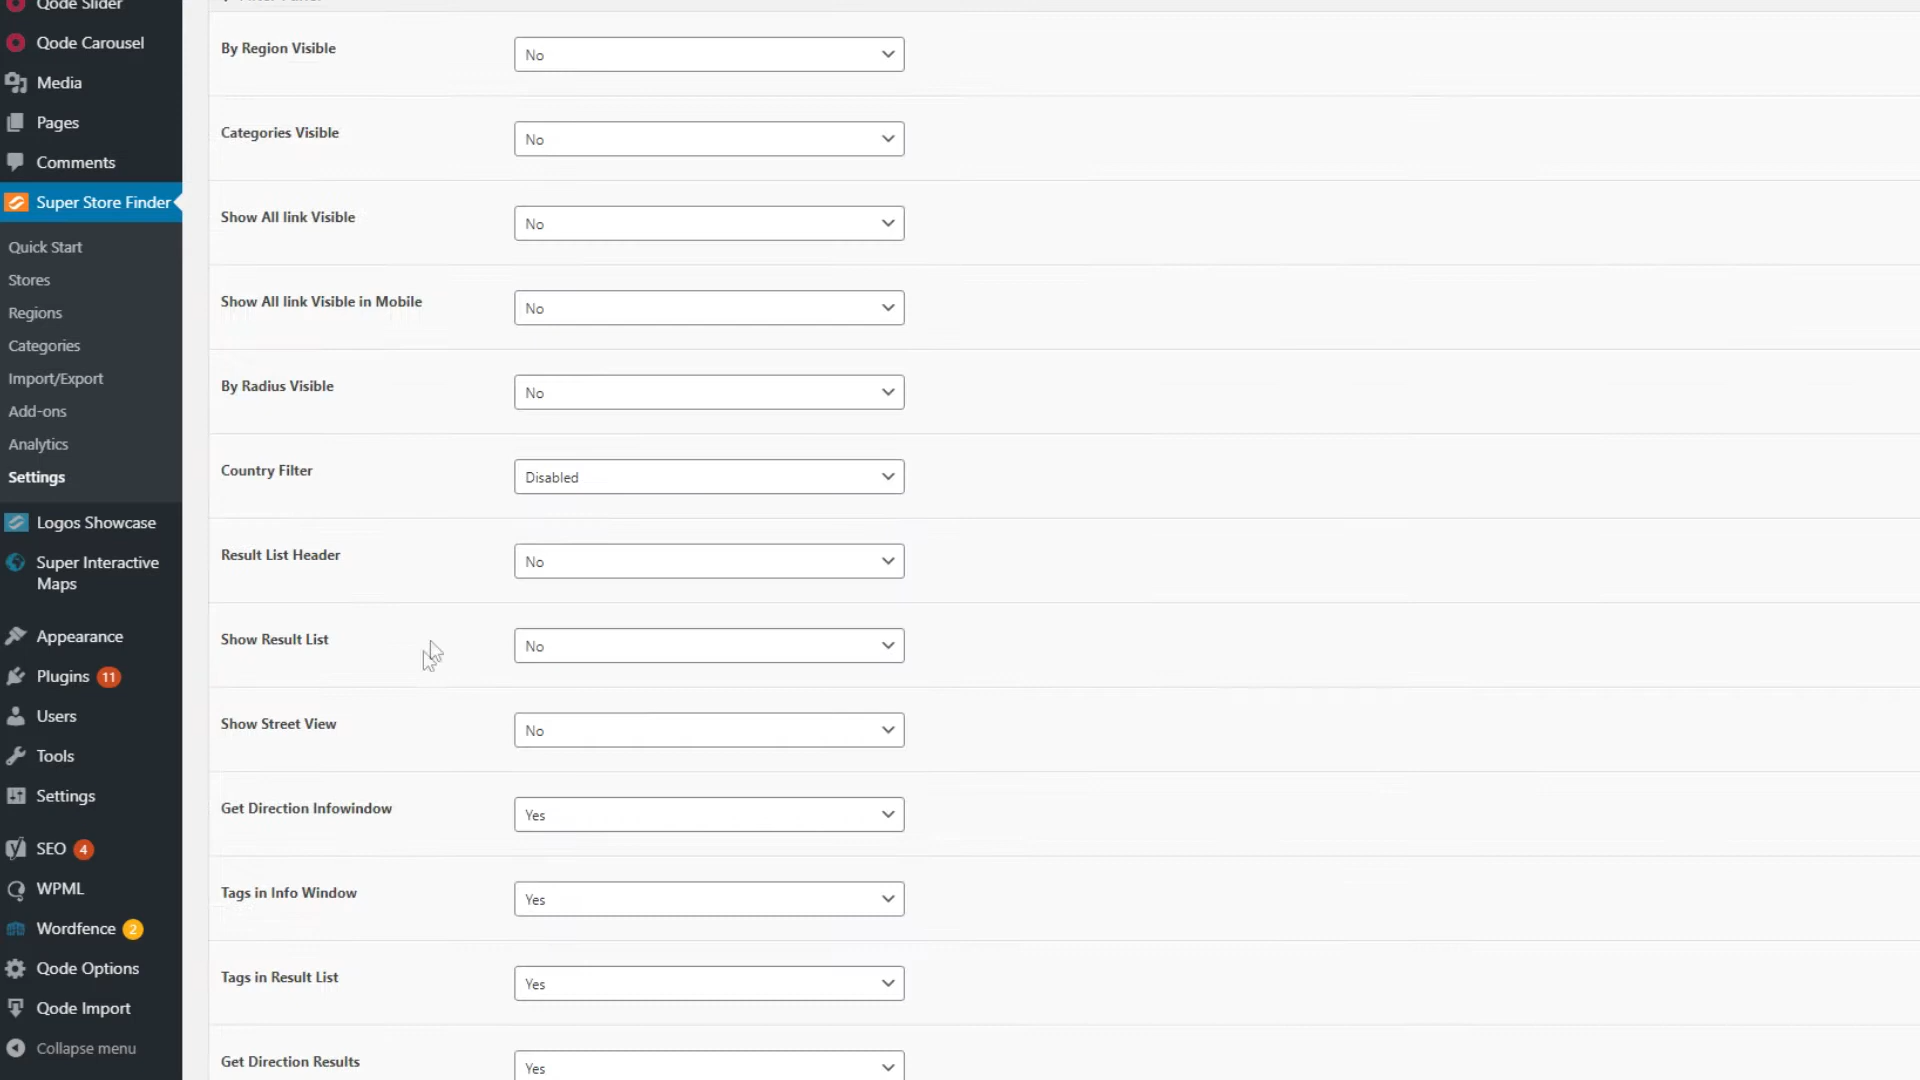 Qode Slider
Qode Carousel
Media
Pages
Comments
Super Store Finder
Quick Start
Stores
Regions
Categories
Import/Export
Add-ons
Analytics
Settings
Logos Showcase
Super Interactive
Maps
Appearance
Plugins 11
Users
Tools
Settings
SEO 4
WPML
Wordfence 2
Qode Options
Qode Import
Collapse menu
By Region Visible
No
Categories Visible
No
Show All link Visible
No
Show All link Visible in Mobile
No
By Radius Visible
No
Country Filter
Disabled
Result List Header
No
Show Result List
No
Show Street View
No
Get Direction Infowindow
Yes
Tags in Info Window
Yes
Tags in Result List
Yes
Get Direction Results
Yes